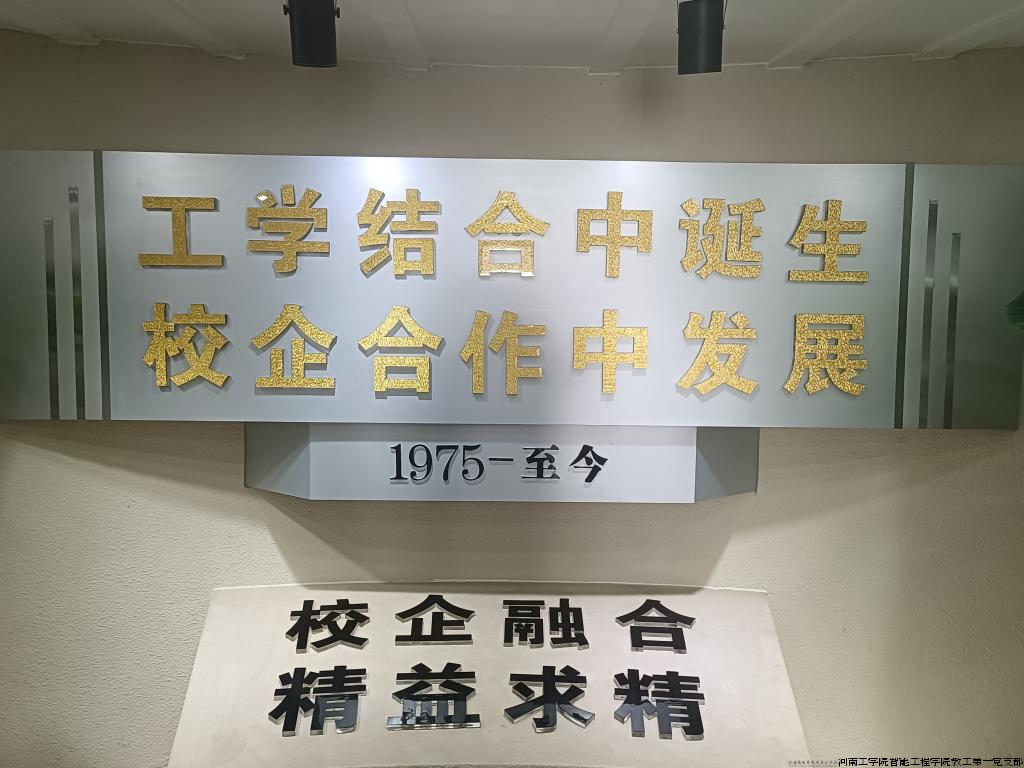 工学结合中诞生
校企合作中发展
1975-至今
校企融合
精益求精
河南工学院智能工程学院教工第一党支部